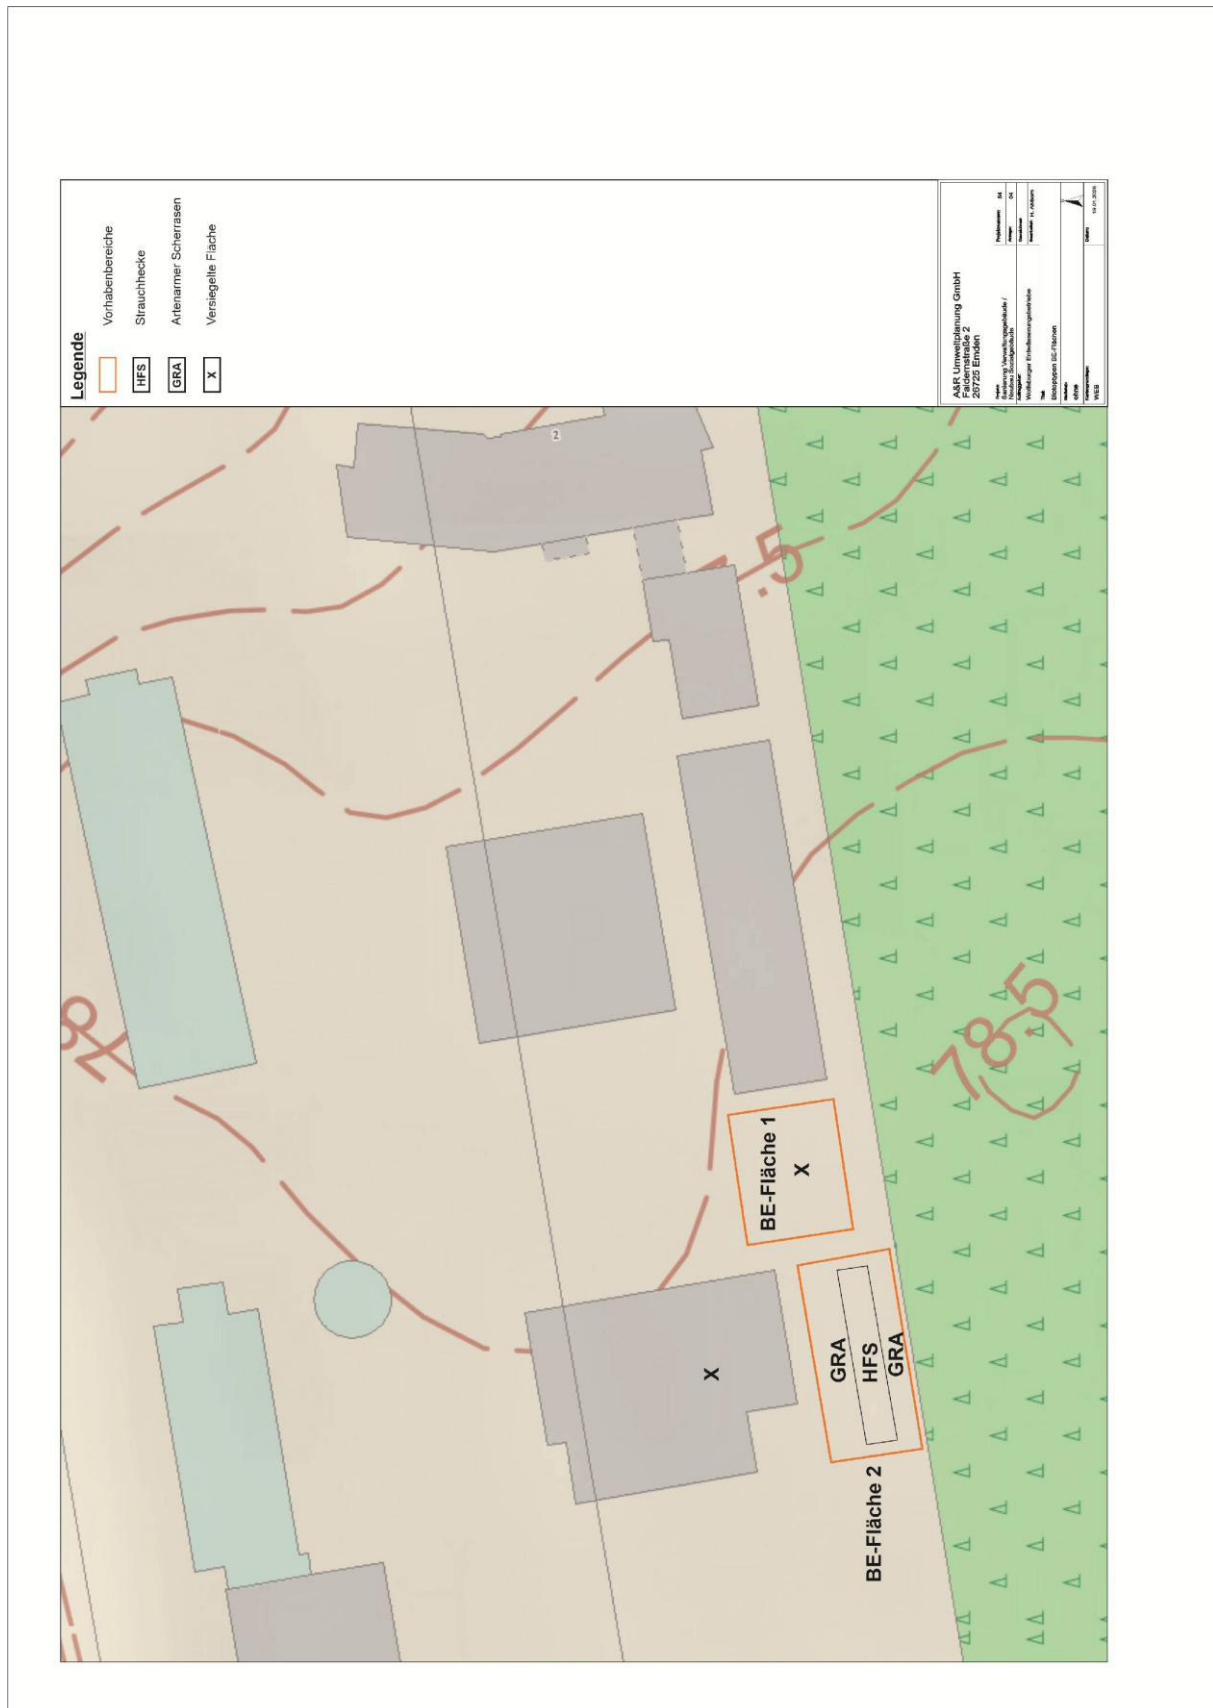 Legende
Vorhabenbereiche
HFS Strauchhecke
GRA Artenarmer Scherrasen
X Versiegelte Fläche
A&R Umweltplanung GmbH
Faldernstraße 2
26725 Emden
Sanierung Verwaltungsgebäude /
Neubau Sozialgebäude
Wolfsburger Entwässerungsbetriebe
Biotoptypen BE-Flächen
WEB
2
.5
78
78.5
BE-Fläche 1
X
X
GRA
HFS
GRA
BE-Fläche 2